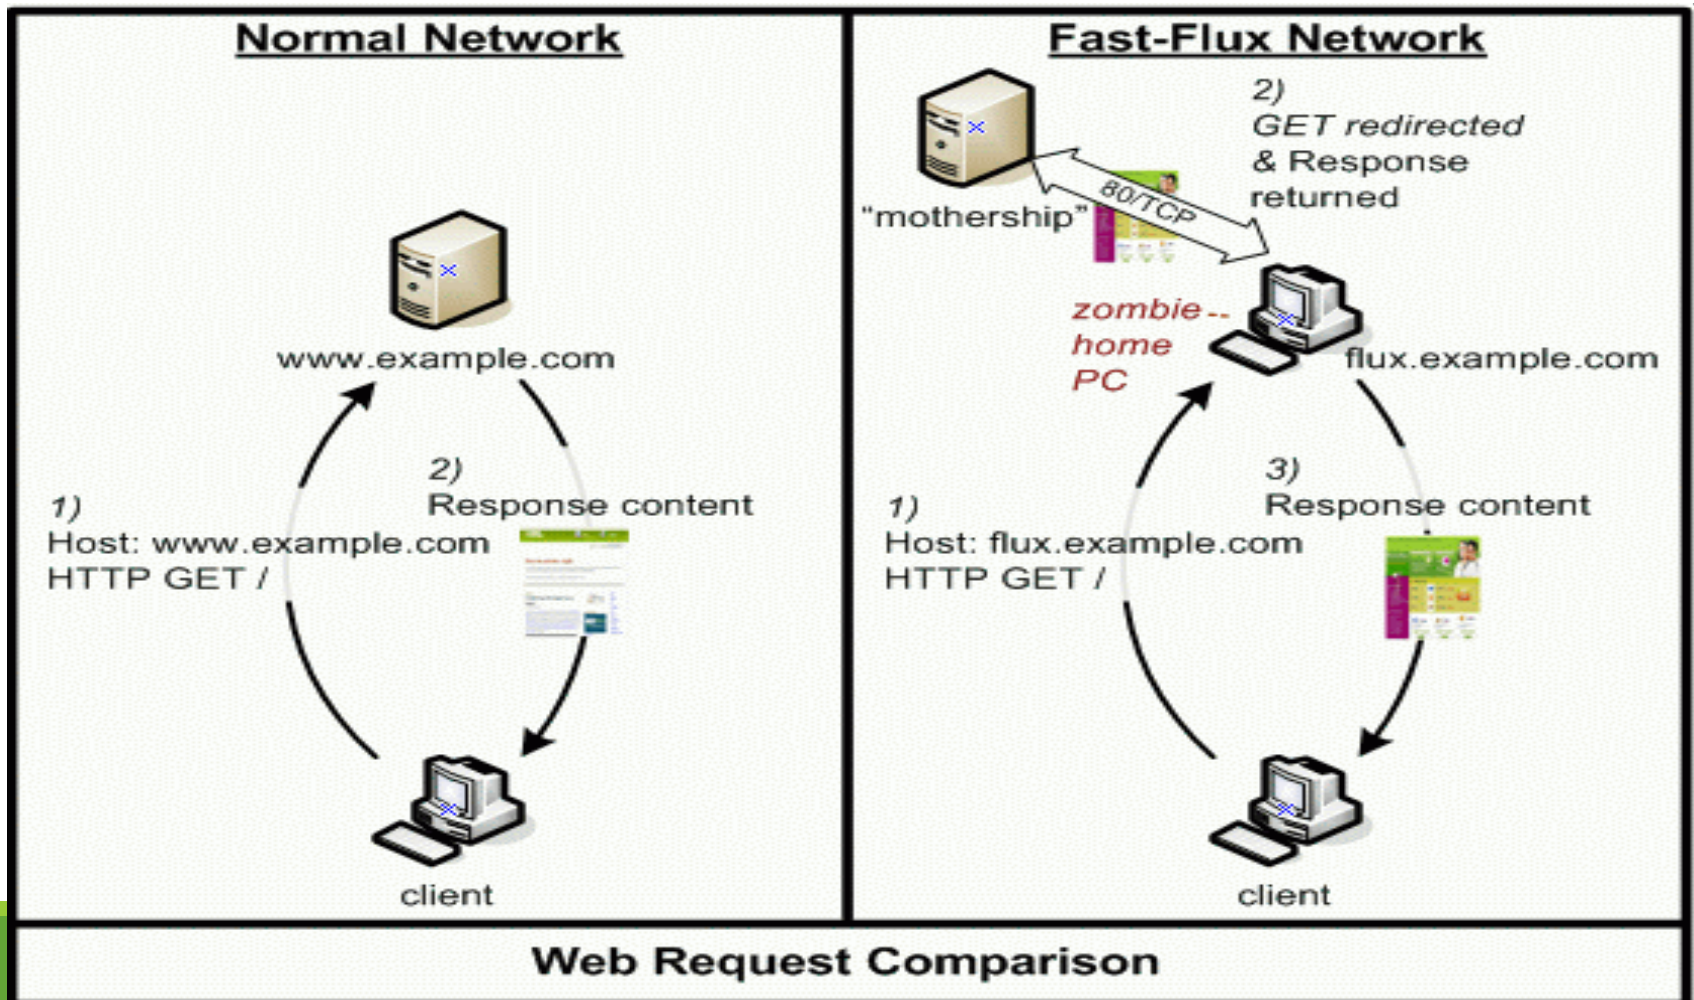 Normal Network
www.example.com
1)
Host: www.example.com
HTTP GET /
2)
Response content
client
Fast-Flux Network
"mothership"
80/TCP
2)
GET redirected
& Response
returned
zombie --
home
PC
flux.example.com
1)
Host: flux.example.com
HTTP GET /
3)
Response content
client
Web Request Comparison